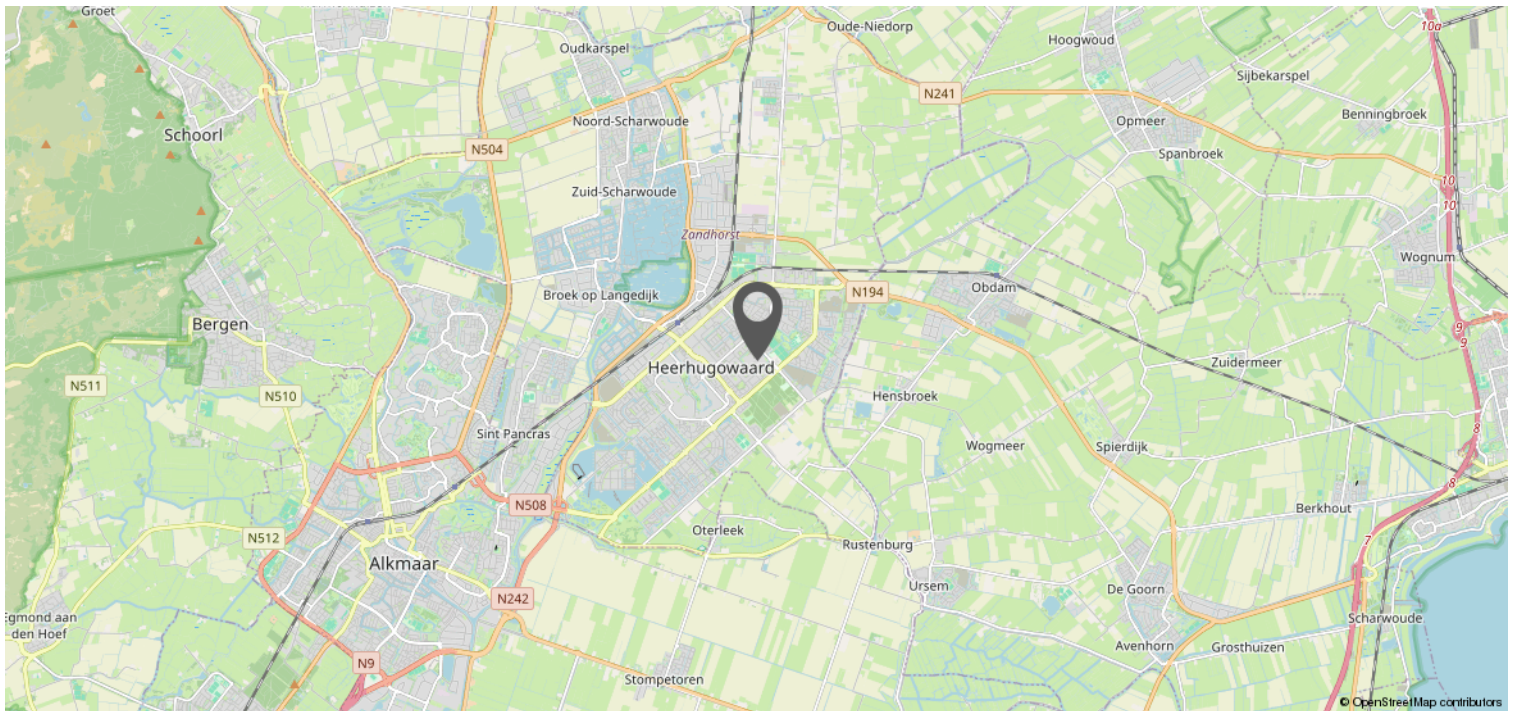 Groet
Oude-Niedorp
10a
Oudkarspel
Hoogwoud
Sijbekarspel
N241
Benningbroek
Schoorl
Noord-Scharwoude
Opmeer
N504
Spanbroek
10
Zuid-Scharwoude
10
Zandhorst
Wognum
Obdam
N194
Broek op Langedijk
Bergen
9
9
Heerhugowaard
Zuidermeer
N511
N510
Hensbroek
Sint Pancras
8
Wogmeer
Spierdijk
8
N508
Berkhout
Oterleek
N512
7
Rustenburg
Alkmaar
Ursem
De Goorn
N242
Egmond aan
den Hoef
Scharwoude
Avenhorn
Grosthuizen
N9
Stompetoren
© OpenStreetMap contributors